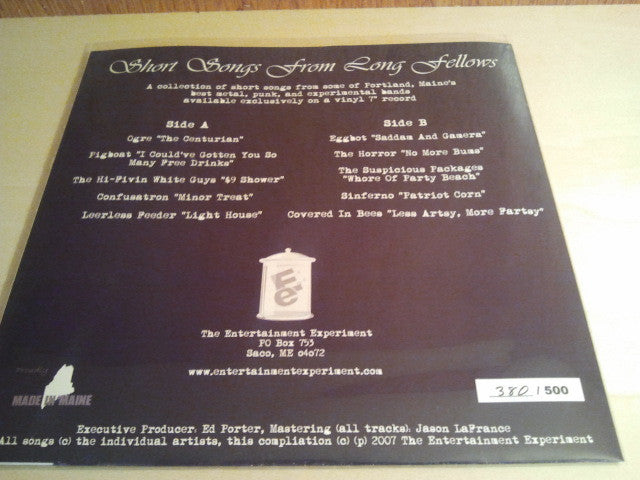 Short Songs From Long Fellows
A collection of short songs from some of Portland, Maine's
best metal, punk, and experimental bands
available exclusively on a vinyl 7" record
Side A
Ogre "The Centurian"
Pigboat "I Could've Gotten You So
Many Free Drinks"
The Hi-Fivin White Guys "$9 Shower"
Confusatron "Minor Treat"
Leerless Feeder "Light House"
Side B
Eggbot "Saddam And Gamera"
The Horror "No More Bums"
The Suspicious Packages
"Whore Of Party Beach"
Sinferno "Patriot Corn"
Covered In Bees "Less Artsy, More Fartsy"
The Entertainment Experiment
PO Box 753
Saco, ME 04072
www.entertainmentexperiment.com
Proudly
MADE IN MAINE
380 / 500
Executive Producer: Ed Porter, Mastering (all tracks): Jason LaFrance
All songs (c) the individual artists, this compliation (c) (p) 2007 The Entertainment Experiment